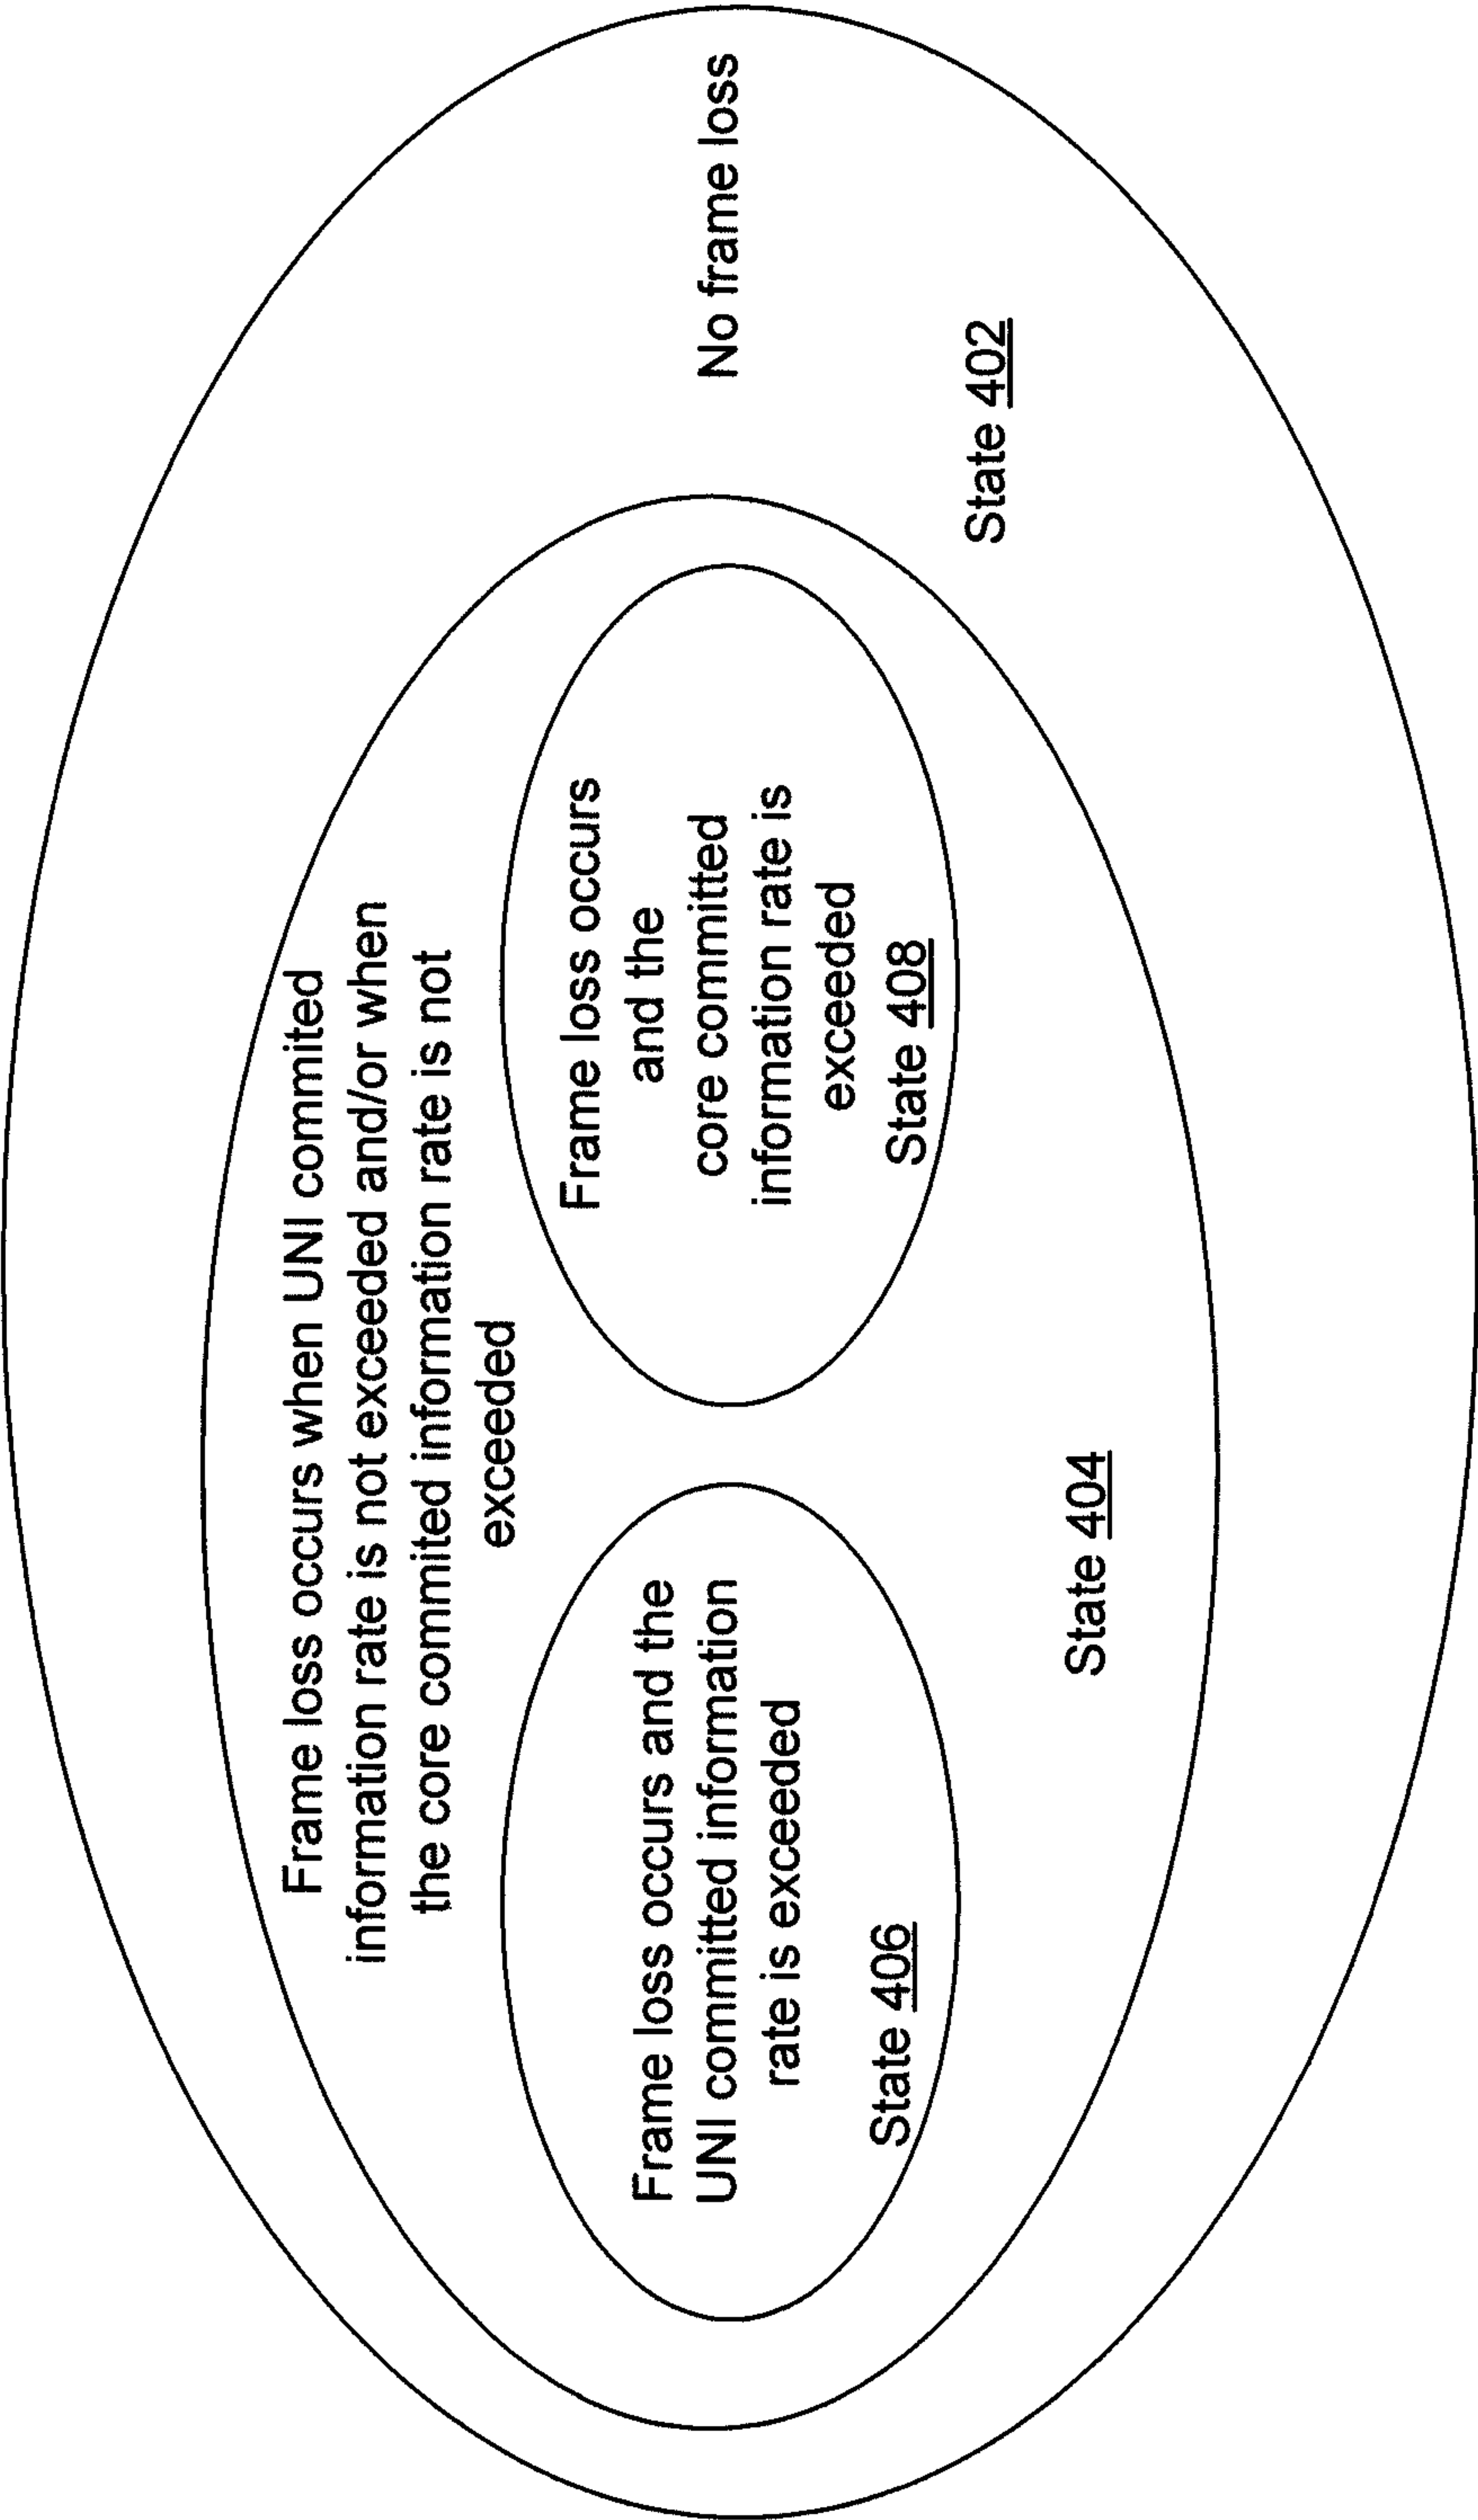 Frame loss occurs when UNI commited
information rate is not exceeded and/or when
the core commited information rate is not
exceeded
Frame loss occurs and the
UNI committed information
rate is exceeded
State 406
Frame loss occurs
and the
core committed
information rate is
exceeded
State 408
State 404
No frame loss
State 402